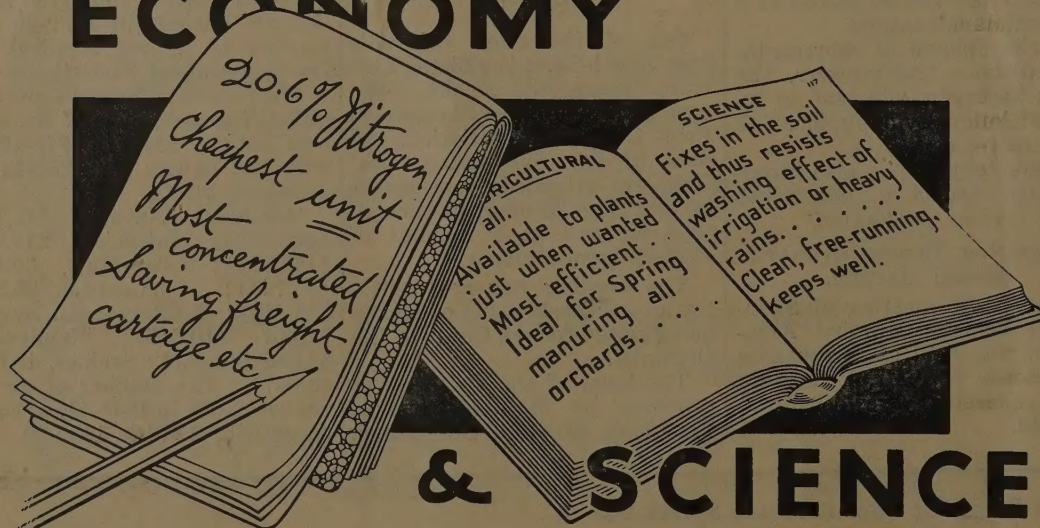 ECONOMY
20.6% Nitrogen
Cheapest unit
Most
concentrated
Saving freight
cartage etc
RICULTURAL
all.
Available to plants
just when wanted
Most efficient . .
Ideal for Spring
manuring all
orchards. . . . .
SCIENCE
Fixes in the soil
and thus resists
washing effect of
irrigation or heavy
rains. . . . . . .
Clean, free-running,
keeps well.
& SCIENCE